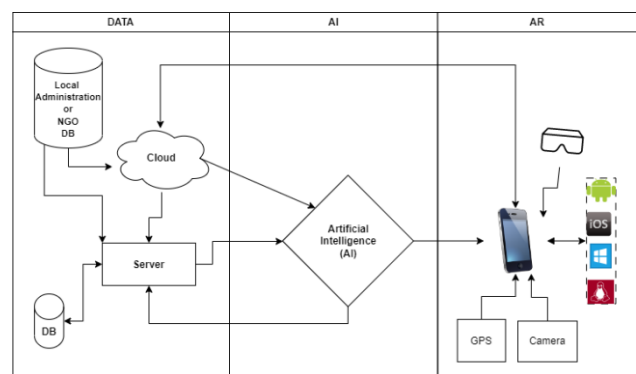 DATA
AI
AR
Local
Administration
or
NGO
DB
Cloud
Server
DB
Artificial
Intelligence
(AI)
iOS
GPS
Camera